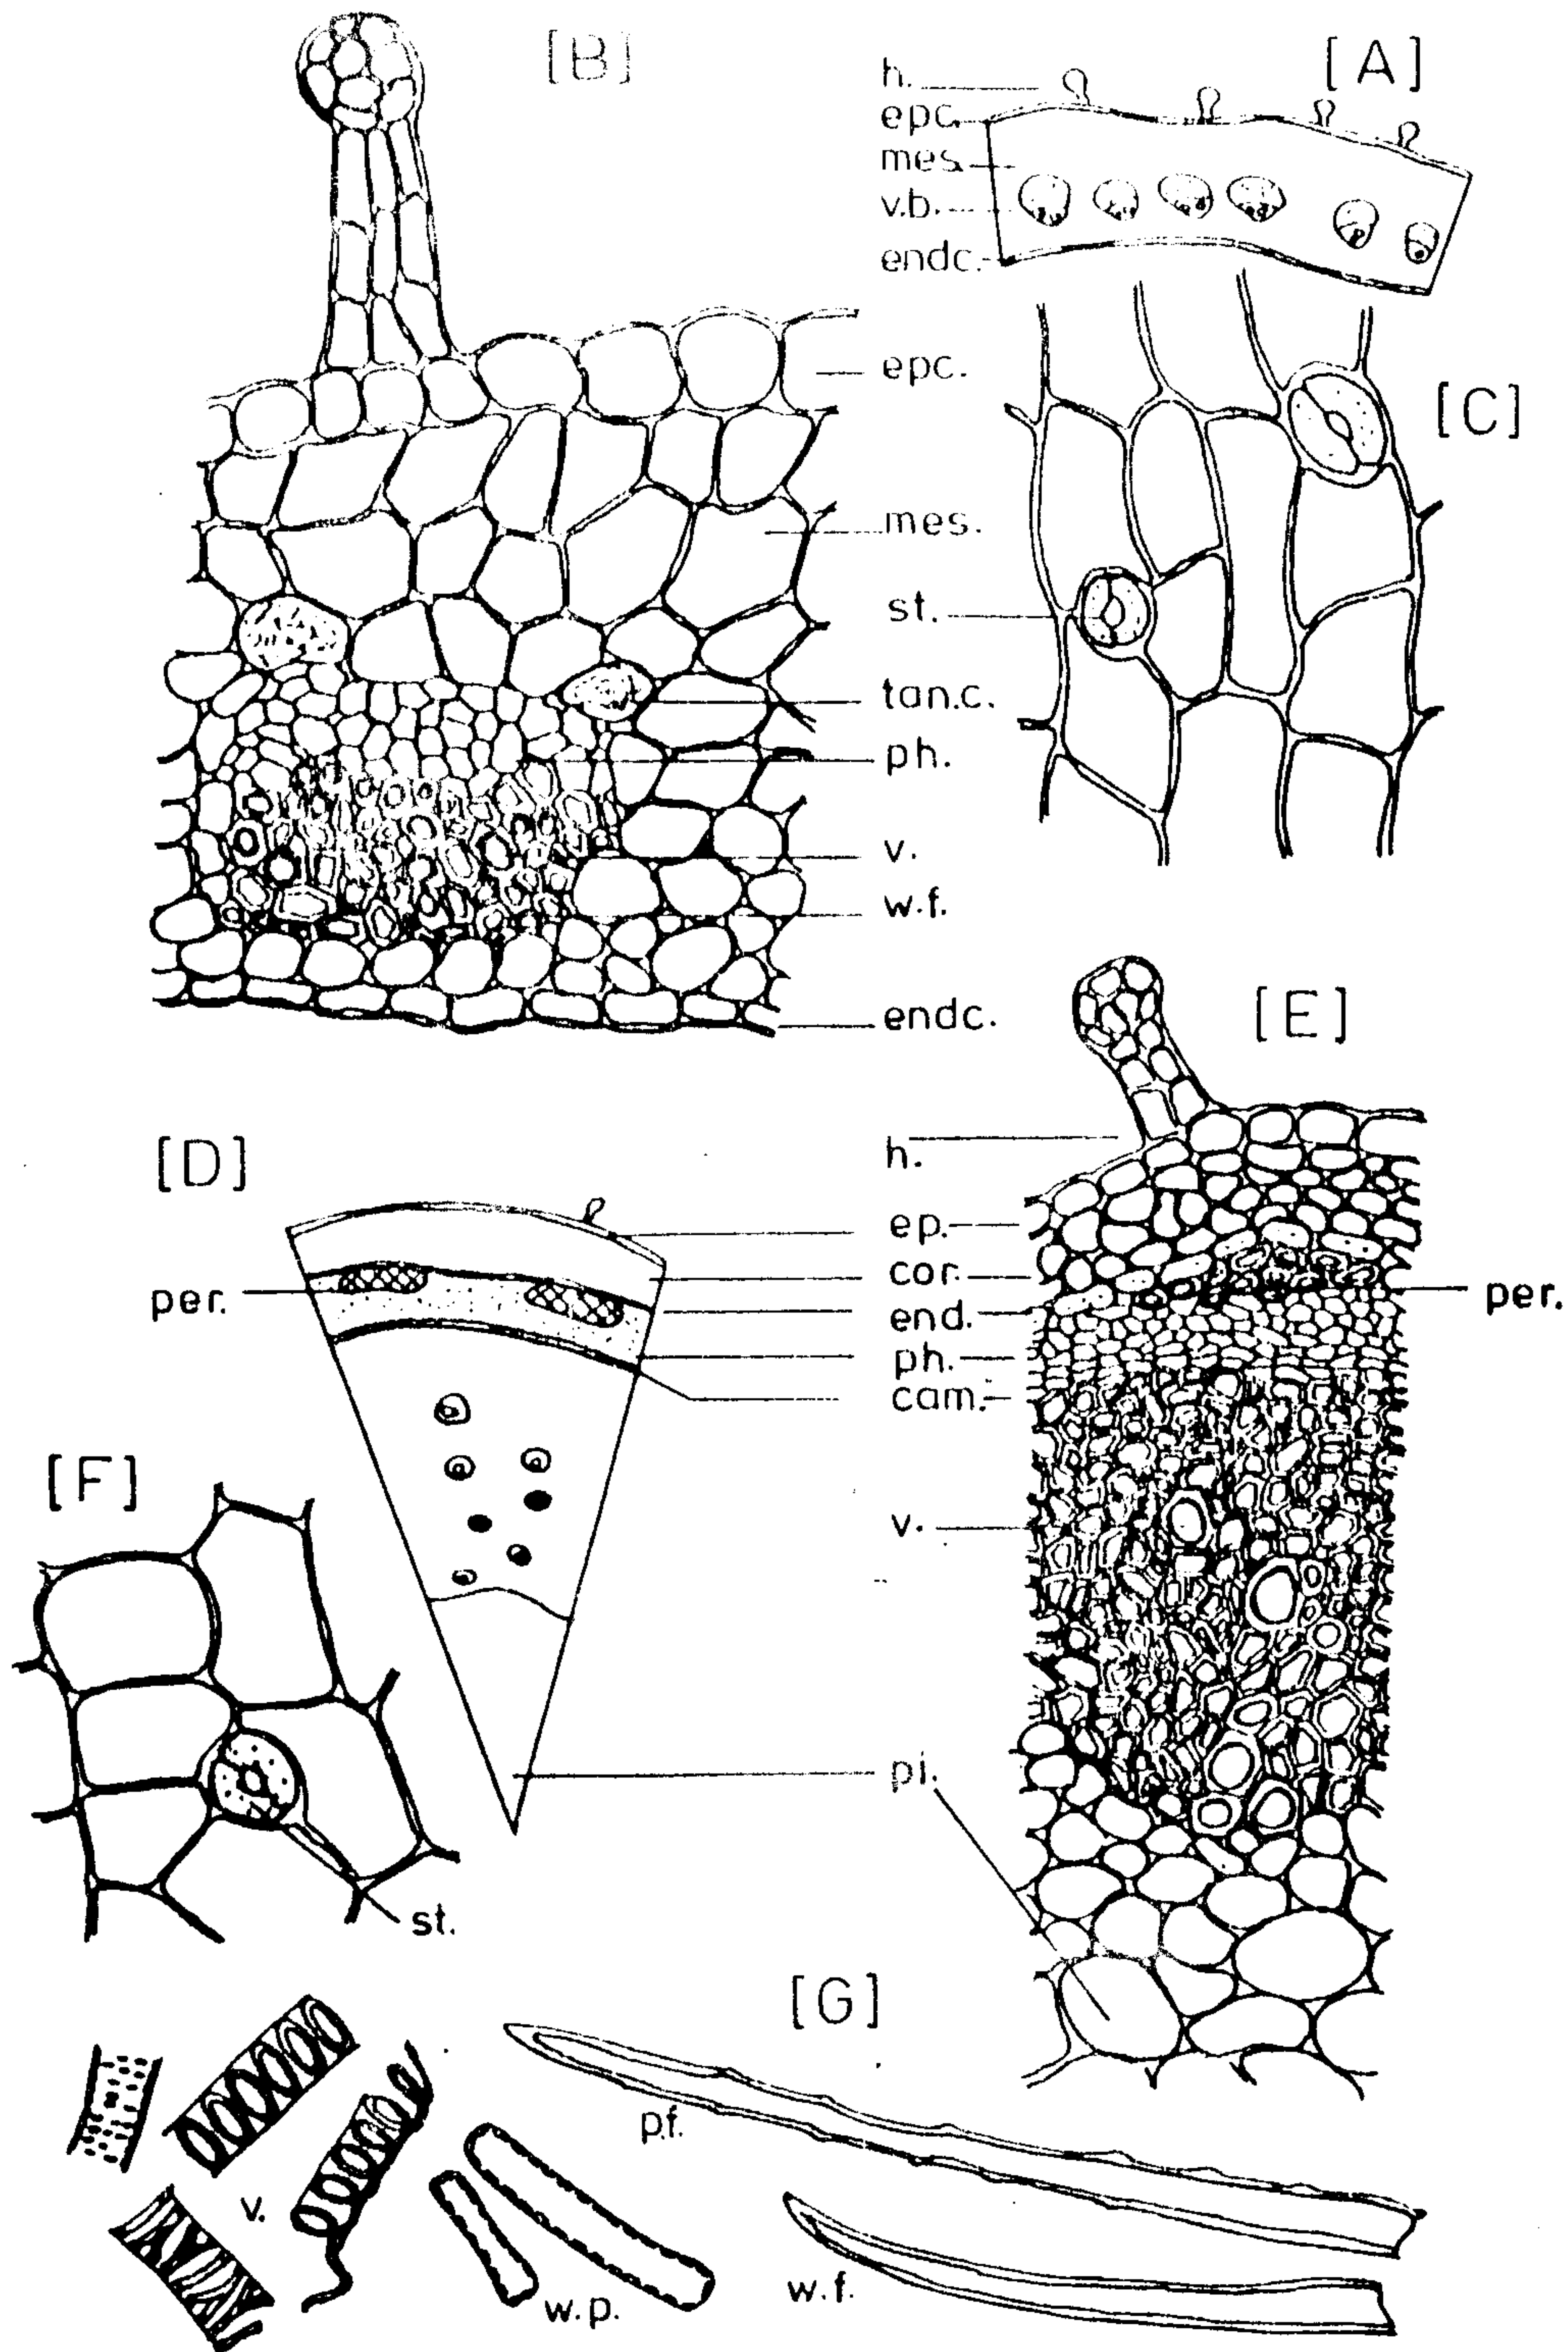 [B]
[A]
h.
epc.
mes.
v.b.
endc.
epc.
[C]
mes.
st.
tan.c.
ph.
v.
w.f.
endc.
[E]
[D]
h.
ep.
cor.
per.
end.
per.
ph.
cam.
[F]
v.
pi.
st.
[G]
p.f.
v.
w.p.
w.f.